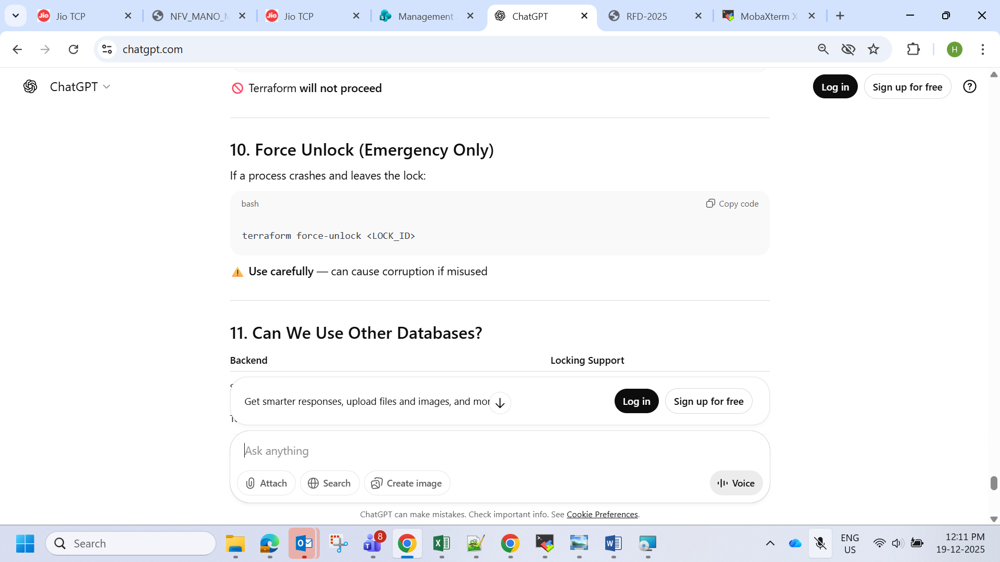 Jio TCP
NFV_MANO_M
Jio TCP
Management
ChatGPT
RFD-2025
MobaXterm X
chatgpt.com
H
ChatGPT
Log in
Sign up for free
🚫 Terraform will not proceed
10. Force Unlock (Emergency Only)
If a process crashes and leaves the lock:
bash
Copy code
terraform force-unlock <LOCK_ID>
⚠️ Use carefully — can cause corruption if misused
11. Can We Use Other Databases?
Backend Locking Support
Get smarter responses, upload files and images, and mor
Log in
Sign up for free
Ask anything
Attach
Search
Create image
Voice
ChatGPT can make mistakes. Check important info. See Cookie Preferences.
Search
8
ENG
US
12:11 PM
19-12-2025